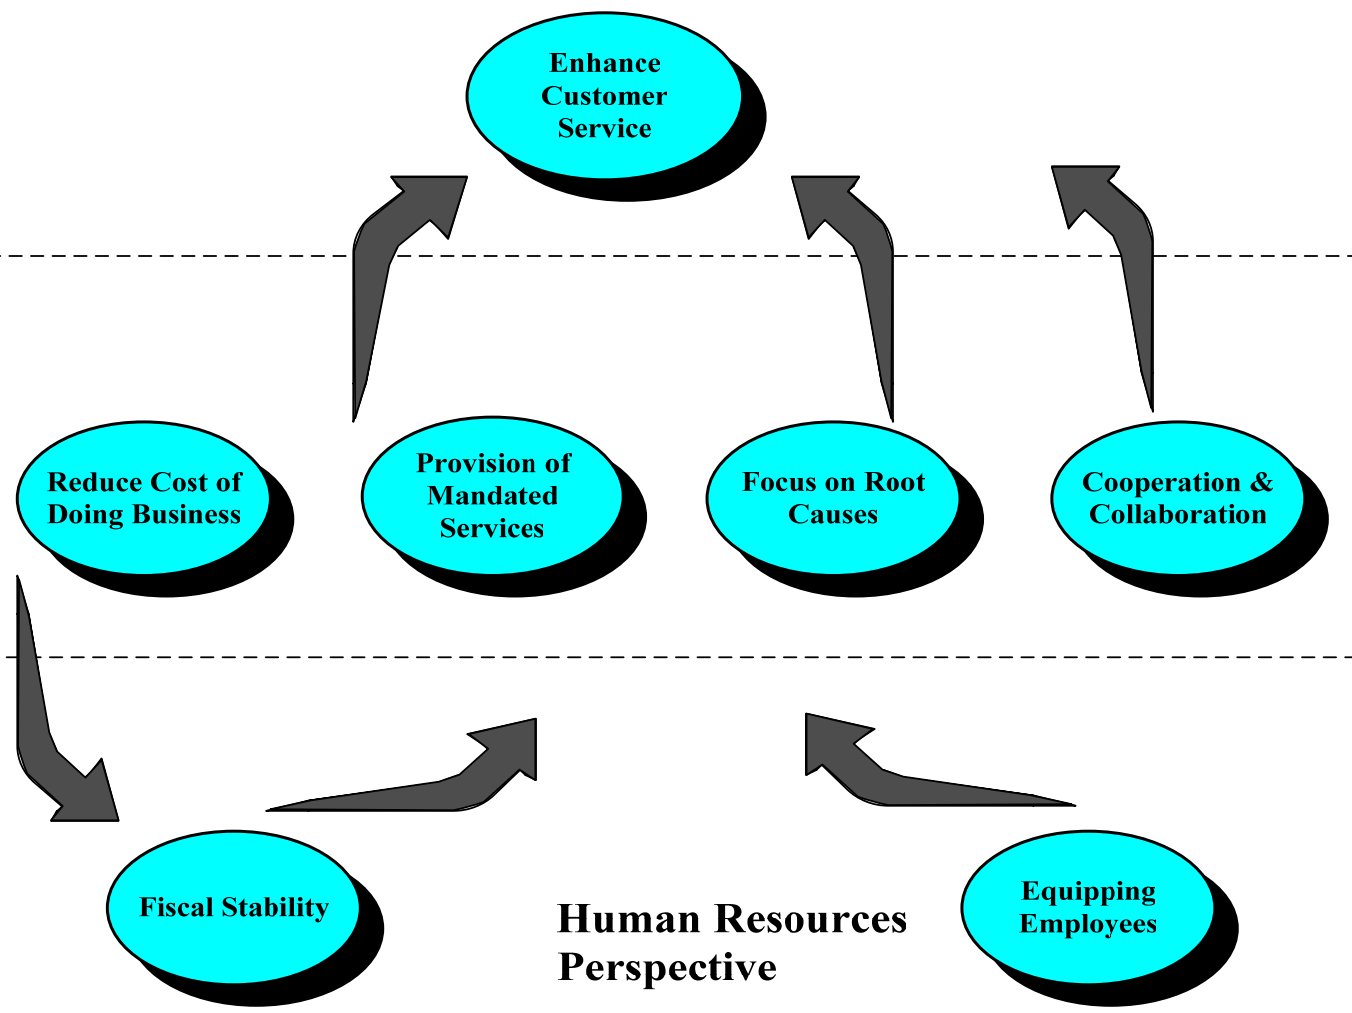 Enhance
Customer
Service
Reduce Cost of
Doing Business
Provision of
Mandated
Services
Focus on Root
Causes
Cooperation &
Collaboration
Fiscal Stability
Human Resources
Perspective
Equipping
Employees